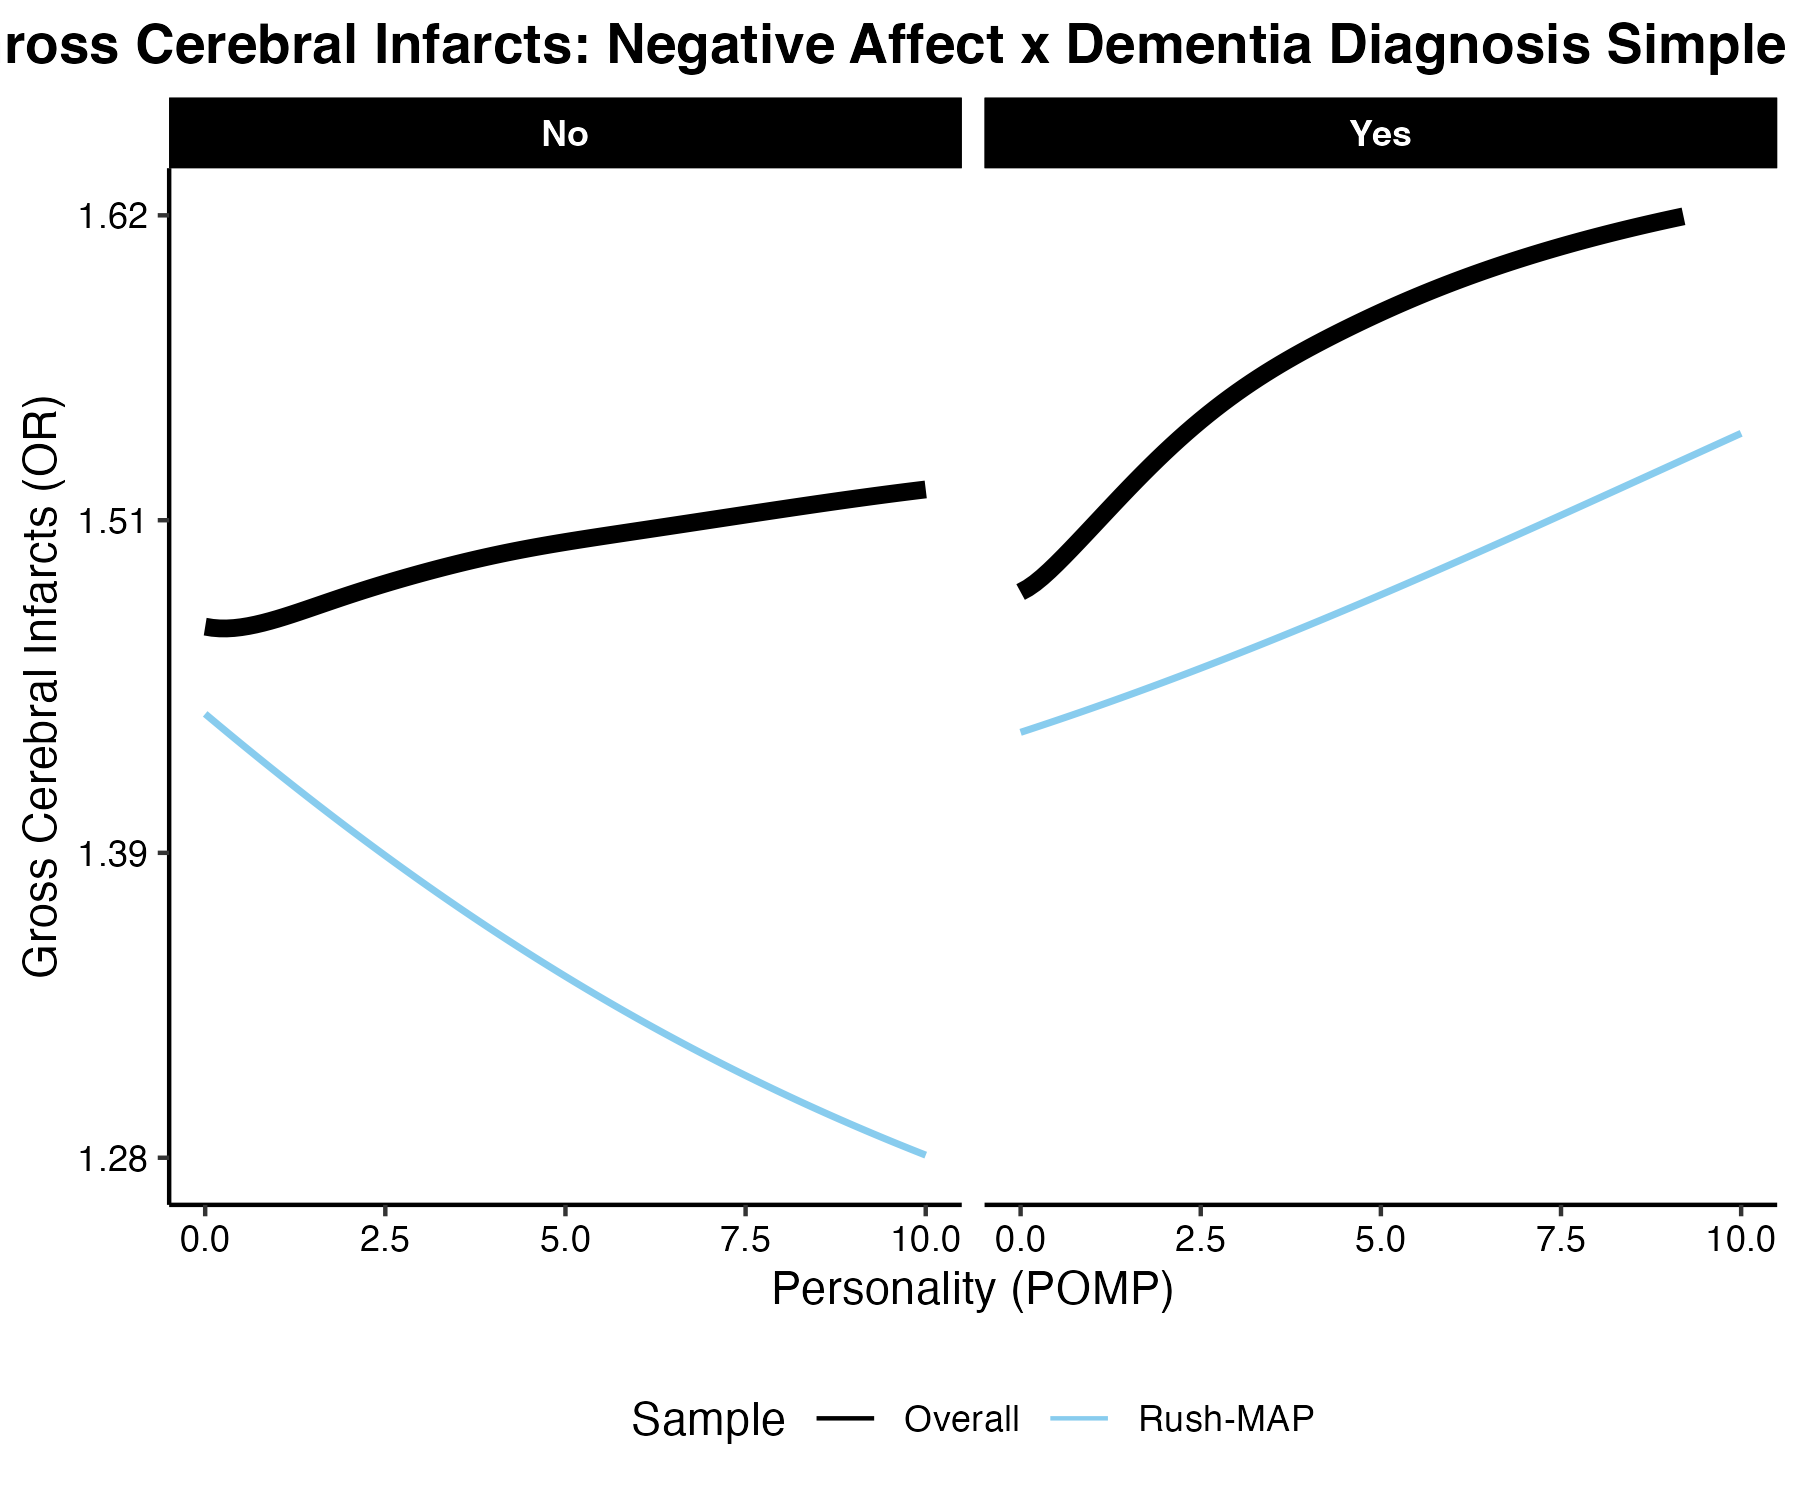 ross Cerebral Infarcts: Negative Affect x Dementia Diagnosis Simple
No
Yes
Gross Cerebral Infarcts (OR)
1.62
1.51
1.39
1.28
0.0 2.5 5.0 7.5 10.0
0.0 2.5 5.0 7.5 10.0
Personality (POMP)
Sample Overall Rush-MAP